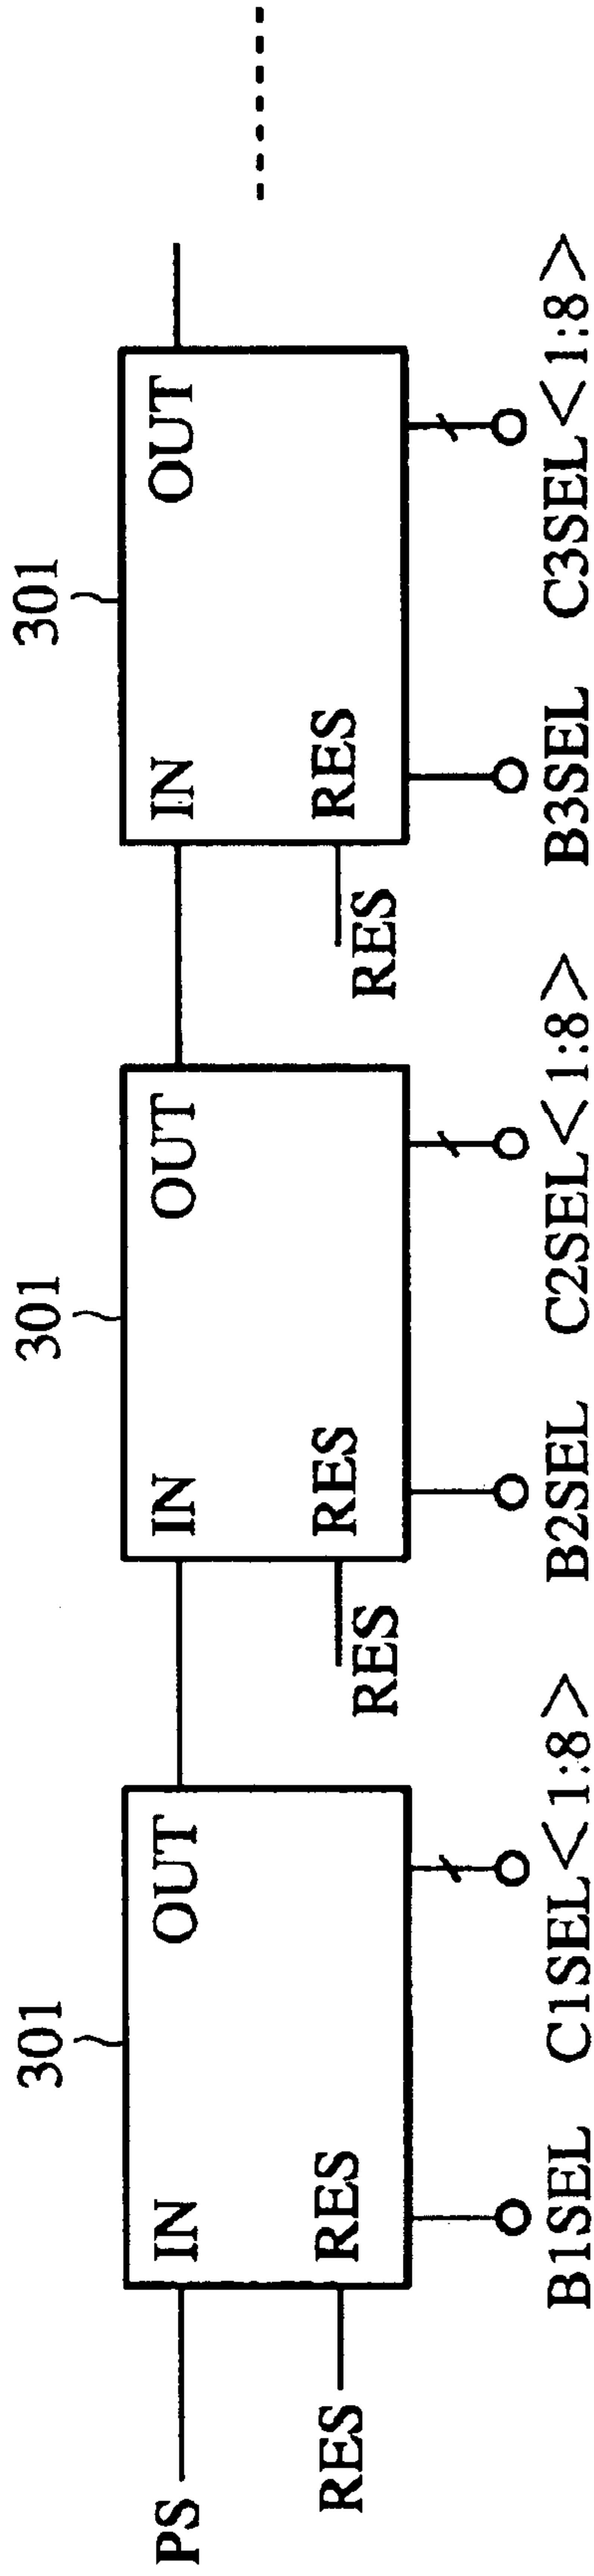 301 301 301
PS IN OUT IN OUT IN OUT
RES RES RES RES RES RES
B1SEL C1SEL<1:8> B2SEL C2SEL<1:8> B3SEL C3SEL<1:8>